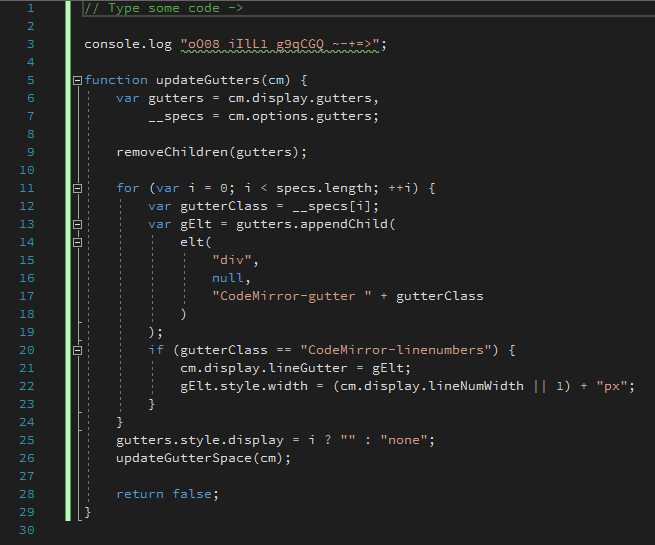 1 // Type some code ->
2
3 console.log "oO08 iIlL1 g9qCGQ ~-+=>";
4
5 function updateGutters(cm) {
6 var gutters = cm.display.gutters,
7 __specs = cm.options.gutters;
8
9 removeChildren(gutters);
10
11 for (var i = 0; i < specs.length; ++i) {
12 var gutterClass = __specs[i];
13 var gElt = gutters.appendChild(
14 elt(
15 "div",
16 null,
17 "CodeMirror-gutter " + gutterClass
18 )
19 );
20 if (gutterClass == "CodeMirror-linenumbers") {
21 cm.display.lineGutter = gElt;
22 gElt.style.width = (cm.display.lineNumWidth || 1) + "px";
23 }
24 }
25 gutters.style.display = i ? "" : "none";
26 updateGutterSpace(cm);
27
28 return false;
29 }
30